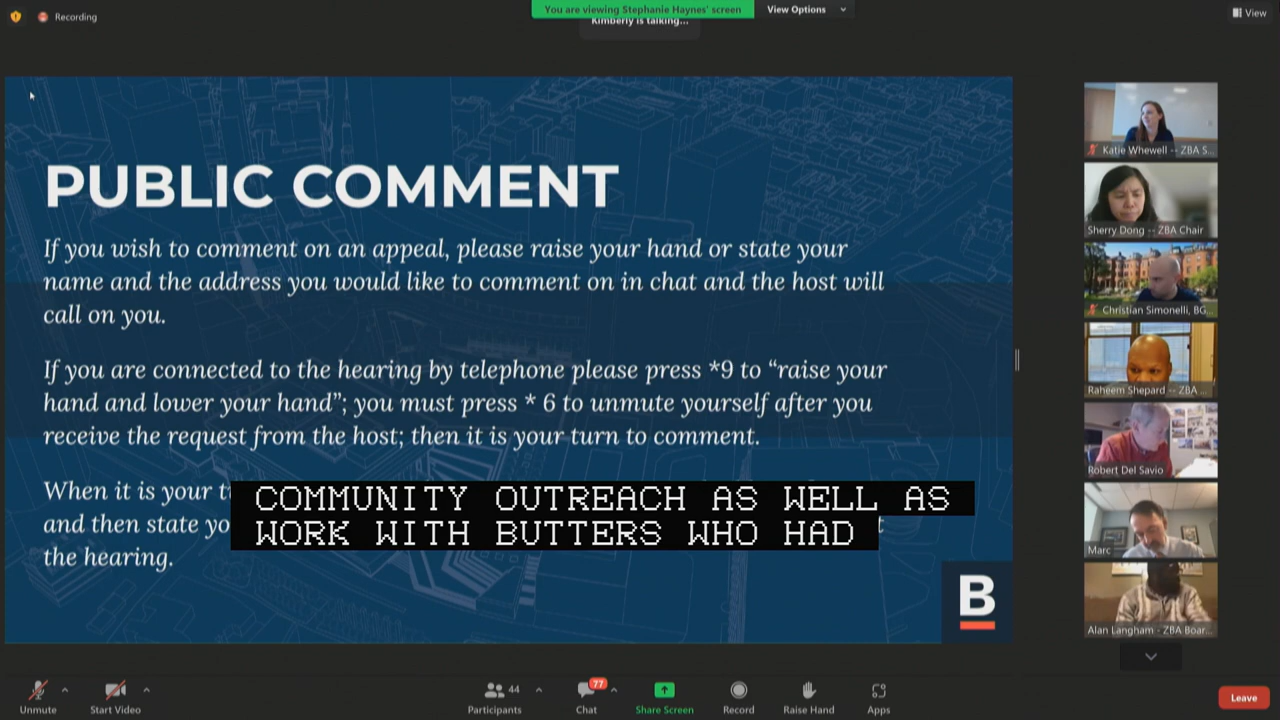 Recording
You are viewing Stephanie Haynes' screen
View Options
Kimberly is talking...
View
PUBLIC COMMENT
If you wish to comment on an appeal, please raise your hand or state your
name and the address you would like to comment on in chat and the host will
call on you.
If you are connected to the hearing by telephone please press *9 to “raise your
hand and lower your hand”; you must press * 6 to unmute yourself after you
receive the request from the host; then it is your turn to comment.
When it is your
and then state
the hearing.
COMMUNITY OUTREACH AS WELL AS
WORK WITH BUTTERS WHO HAD
B
Katie Whewell -- ZBA S...
Sherry Dong -- ZBA Chair
Christian Simonelli, BG...
Raheem Shepard -- ZBA ...
Robert Del Savio
Marc
Alan Langham - ZBA Boar...
Unmute
Start Video
44
Participants
77
Chat
Share Screen
Record
Raise Hand
Apps
Leave